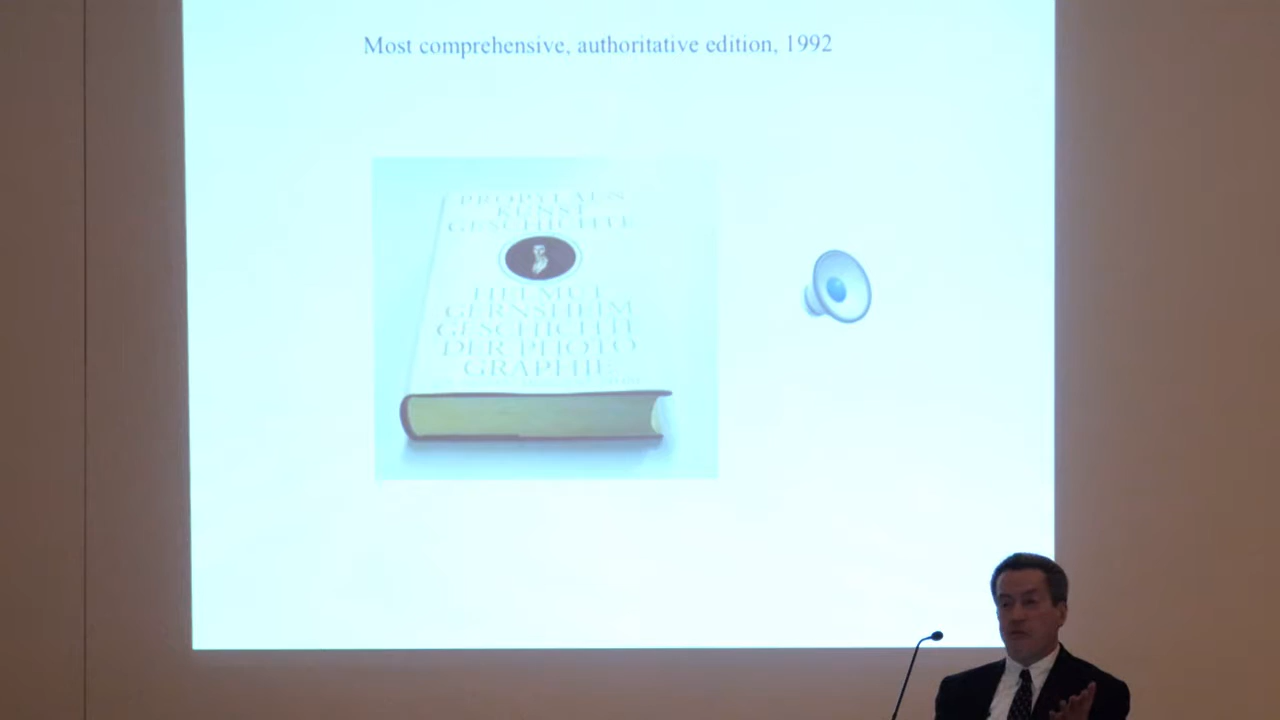 Most comprehensive, authoritative edition, 1992
PROPYLÄEN
KUNST
GESCHICHTE
HELMUT
GERNSHEIM
GESCHICHTE
DER PHOTO
GRAPHIE